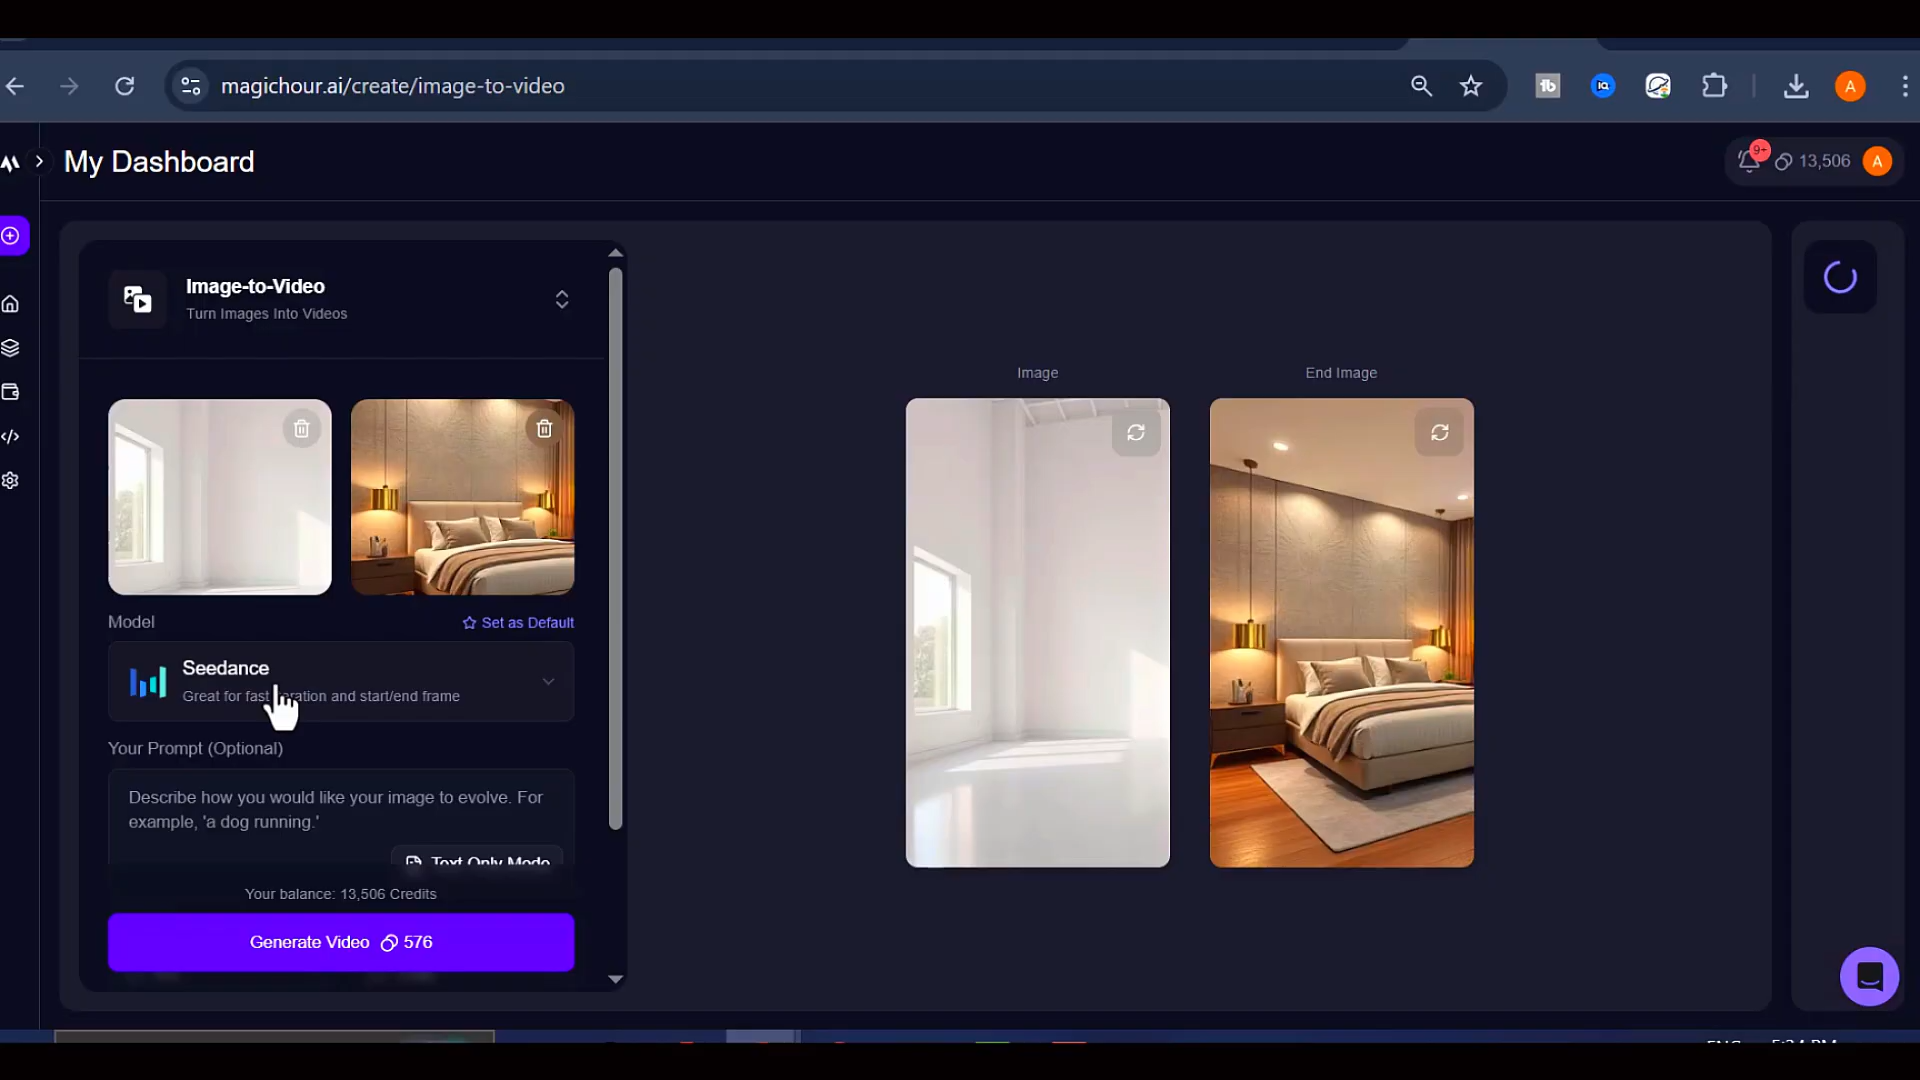 magichour.ai/create/image-to-video
A
My Dashboard
9+
13,506
A
Image-to-Video
Turn Images Into Videos
Image
End Image
Model
Set as Default
Seedance
Great for fast iteration and start/end frame
Your Prompt (Optional)
Describe how you would like your image to evolve. For
example, 'a dog running.'
Text Only Mode
Your balance: 13,506 Credits
Generate Video 576